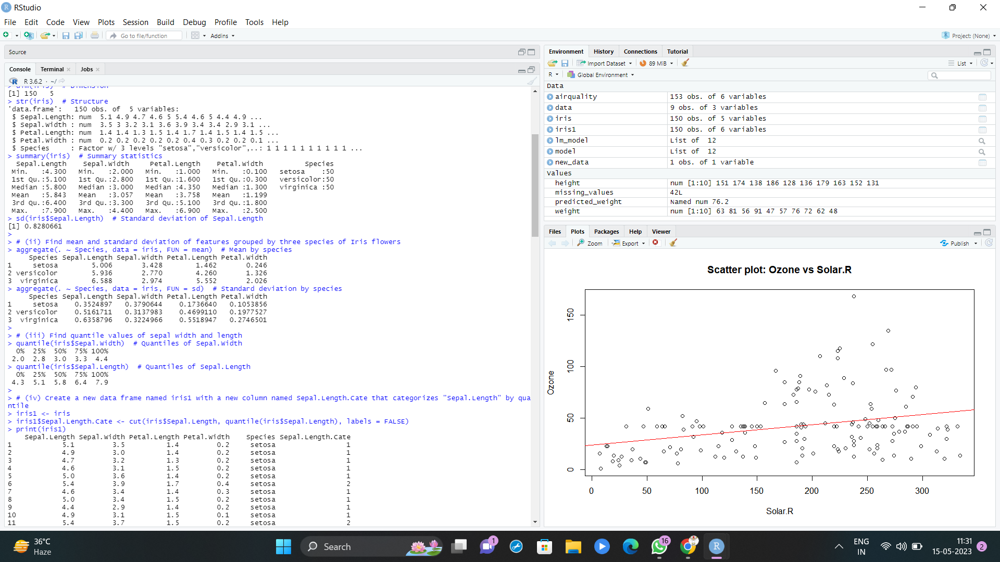 RStudio
File Edit Code View Plots Session Build Debug Profile Tools Help
Go to file/function Addins Project: (None)
Source
Console Terminal Jobs
R 3.6.2 · ~/
> dim(iris)  # Dimension
[1] 150   5
> str(iris)  # Structure
'data.frame':   150 obs. of  5 variables:
 $ Sepal.Length: num  5.1 4.9 4.7 4.6 5 5.4 4.6 5 4.4 4.9 ...
 $ Sepal.Width : num  3.5 3 3.2 3.1 3.6 3.9 3.4 3.4 2.9 3.1 ...
 $ Petal.Length: num  1.4 1.4 1.3 1.5 1.4 1.7 1.4 1.5 1.4 1.5 ...
 $ Petal.Width : num  0.2 0.2 0.2 0.2 0.2 0.4 0.3 0.2 0.2 0.1 ...
 $ Species     : Factor w/ 3 levels "setosa","versicolor",..: 1 1 1 1 1 1 1 1 1 1 ...
> summary(iris)  # Summary statistics
  Sepal.Length    Sepal.Width     Petal.Length    Petal.Width          Species
 Min.   :4.300   Min.   :2.000   Min.   :1.000   Min.   :0.100   setosa    :50
 1st Qu.:5.100   1st Qu.:2.800   1st Qu.:1.600   1st Qu.:0.300   versicolor:50
 Median :5.800   Median :3.000   Median :4.350   Median :1.300   virginica :50
 Mean   :5.843   Mean   :3.057   Mean   :3.758   Mean   :1.199
 3rd Qu.:6.400   3rd Qu.:3.300   3rd Qu.:5.100   3rd Qu.:1.800
 Max.   :7.900   Max.   :4.400   Max.   :6.900   Max.   :2.500
> sd(iris$Sepal.Length)  # Standard deviation of Sepal.Length
[1] 0.8280661
>
> # (ii) Find mean and standard deviation of features grouped by three species of Iris flowers
> aggregate(. ~ Species, data = iris, FUN = mean)  # Mean by species
     Species Sepal.Length Sepal.Width Petal.Length Petal.Width
1     setosa        5.006       3.428        1.462       0.246
2 versicolor        5.936       2.770        4.260       1.326
3  virginica        6.588       2.974        5.552       2.026
> aggregate(. ~ Species, data = iris, FUN = sd)  # Standard deviation by species
     Species Sepal.Length Sepal.Width Petal.Length Petal.Width
1     setosa    0.3524897   0.3790644    0.1736640   0.1053856
2 versicolor    0.5161711   0.3137983    0.4699110   0.1977527
3  virginica    0.6358796   0.3224966    0.5518947   0.2746501
>
> # (iii) Find quantile values of sepal width and length
> quantile(iris$Sepal.Width)  # Quantiles of Sepal.Width
  0%  25%  50%  75% 100%
 2.0  2.8  3.0  3.3  4.4
> quantile(iris$Sepal.Length)  # Quantiles of Sepal.Length
  0%  25%  50%  75% 100%
 4.3  5.1  5.8  6.4  7.9
>
> # (iv) Create a new data frame named iris1 with a new column named Sepal.Length.Cate that categorizes "Sepal.Length" by qua
ntile
> iris1 <- iris
> iris1$Sepal.Length.Cate <- cut(iris$Sepal.Length, quantile(iris$Sepal.Length), labels = FALSE)
> print(iris1)
    Sepal.Length Sepal.Width Petal.Length Petal.Width    Species Sepal.Length.Cate
1            5.1         3.5          1.4         0.2     setosa                 1
2            4.9         3.0          1.4         0.2     setosa                 1
3            4.7         3.2          1.3         0.2     setosa                 1
4            4.6         3.1          1.5         0.2     setosa                 1
5            5.0         3.6          1.4         0.2     setosa                 1
6            5.4         3.9          1.7         0.4     setosa                 2
7            4.6         3.4          1.4         0.3     setosa                 1
8            5.0         3.4          1.5         0.2     setosa                 1
9            4.4         2.9          1.4         0.2     setosa                 1
10           4.9         3.1          1.5         0.1     setosa                 1
11           5.4         3.7          1.5         0.2     setosa                 2
Environment History Connections Tutorial
Import Dataset 89 MiB List
R Global Environment
Data
airquality 153 obs. of 6 variables
data 9 obs. of 3 variables
iris 150 obs. of 5 variables
iris1 150 obs. of 6 variables
lm_model List of  12
model List of  12
new_data 1 obs. of 1 variable
Values
height num [1:10] 151 174 138 186 128 136 179 163 152 131
missing_values 42L
predicted_weight Named num 76.2
weight num [1:10] 63 81 56 91 47 57 76 72 62 48
Files Plots Packages Help Viewer
Zoom Export Publish
Scatter plot: Ozone vs Solar.R
150
100
50
0
Ozone
0 50 100 150 200 250 300
Solar.R
36°C
Haze
Search
1
16
R
ENG
IN
11:31
15-05-2023
2